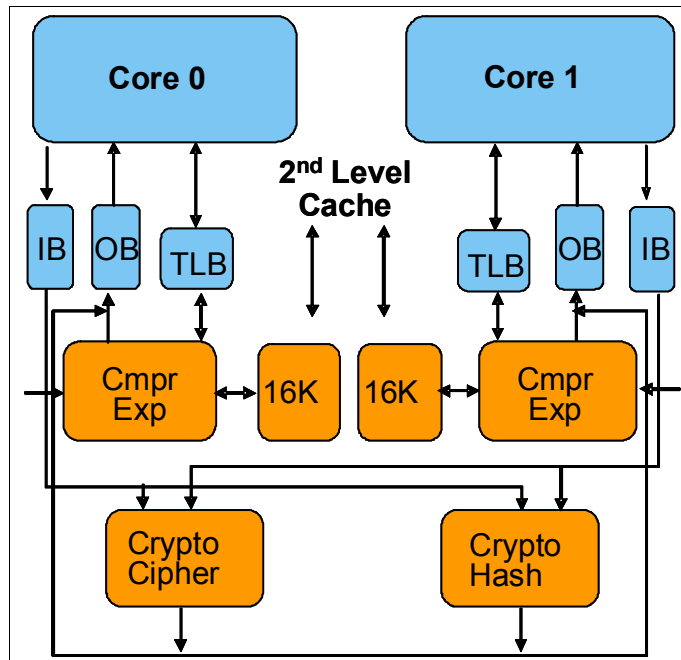 Core 0
Core 1
2nd Level
Cache
IB
OB
TLB
TLB
OB
IB
Cmpr
Exp
16K
16K
Cmpr
Exp
Crypto
Cipher
Crypto
Hash